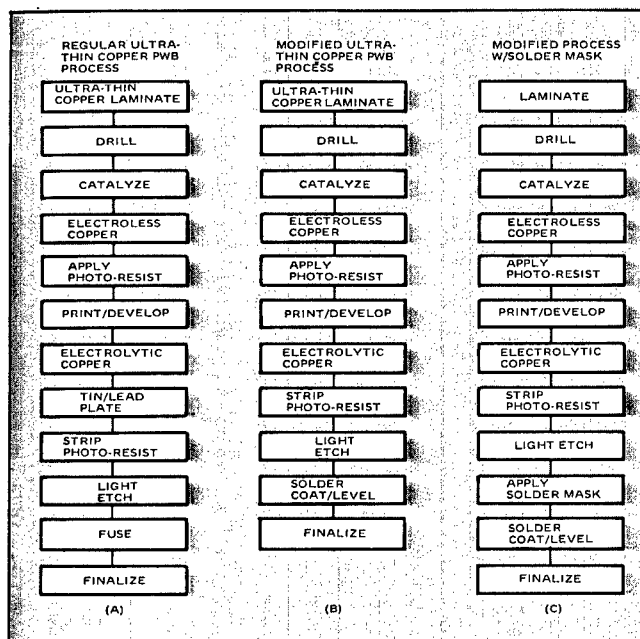 REGULAR ULTRA-
THIN COPPER PWB
PROCESS
ULTRA-THIN
COPPER LAMINATE
DRILL
CATALYZE
ELECTROLESS
COPPER
APPLY
PHOTO-RESIST
PRINT/DEVELOP
ELECTROLYTIC
COPPER
TIN/LEAD
PLATE
STRIP
PHOTO-RESIST
LIGHT
ETCH
FUSE
FINALIZE
(A)
MODIFIED ULTRA-
THIN COPPER PWB
PROCESS
ULTRA-THIN
COPPER LAMINATE
DRILL
CATALYZE
ELECTROLESS
COPPER
APPLY
PHOTO-RESIST
PRINT/DEVELOP
ELECTROLYTIC
COPPER
STRIP
PHOTO-RESIST
LIGHT
ETCH
SOLDER
COAT/LEVEL
FINALIZE
(B)
MODIFIED PROCESS
W/SOLDER MASK
LAMINATE
DRILL
CATALYZE
ELECTROLESS
COPPER
APPLY
PHOTO-RESIST
PRINT/DEVELOP
ELECTROLYTIC
COPPER
STRIP
PHOTO-RESIST
LIGHT ETCH
APPLY
SOLDER MASK
SOLDER
COAT/LEVEL
FINALIZE
(C)